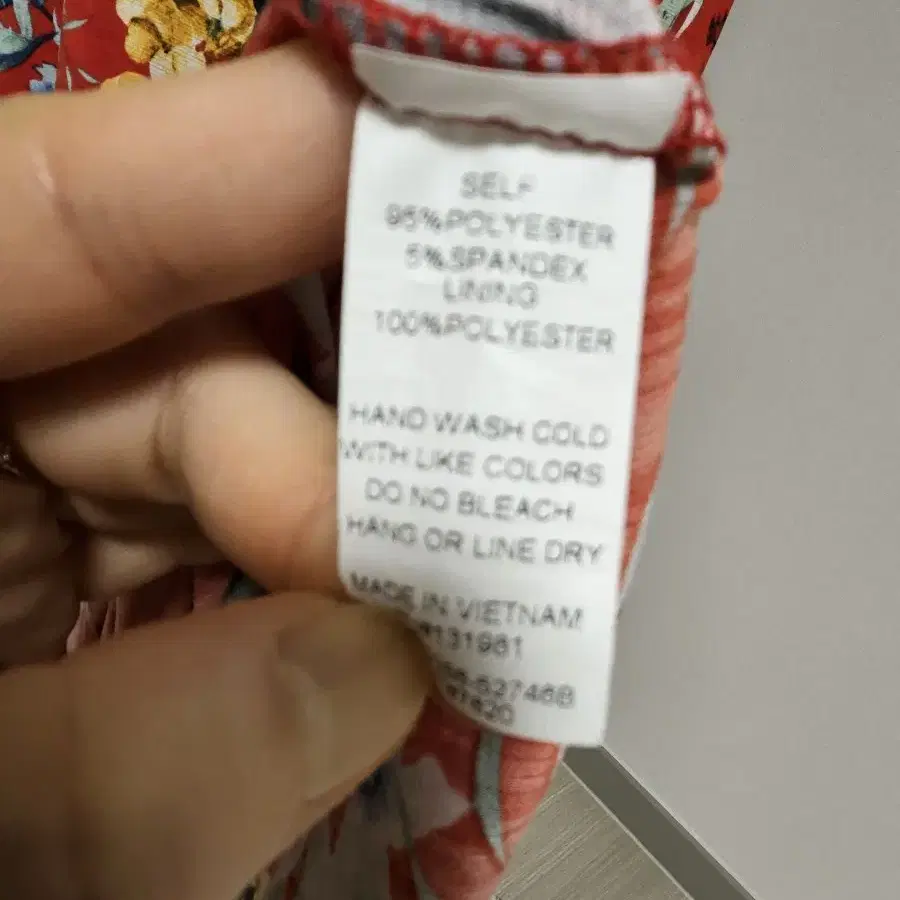 SELF
95%POLYESTER
5%SPANDEX
LINING
100%POLYESTER
HAND WASH COLD
WITH LIKE COLORS
DO NO BLEACH
HANG OR LINE DRY
MADE IN VIETNAM